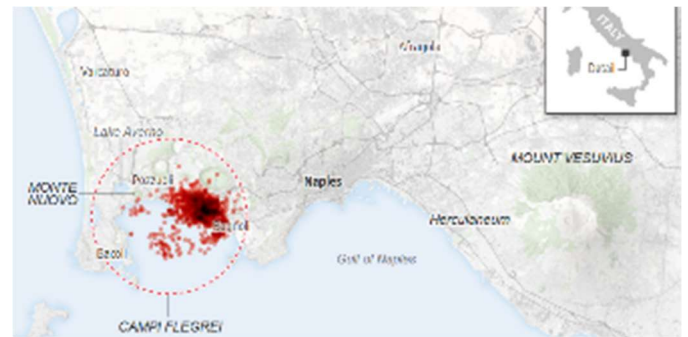 ITALY
Detail
Afragola
Varcaturo
Lake Averno
MOUNT VESUVIUS
Pozzuoli
Naples
MONTE
NUOVO
Herculaneum
Bagnoli
Bacoli
Gulf of Naples
CAMPI FLEGREI